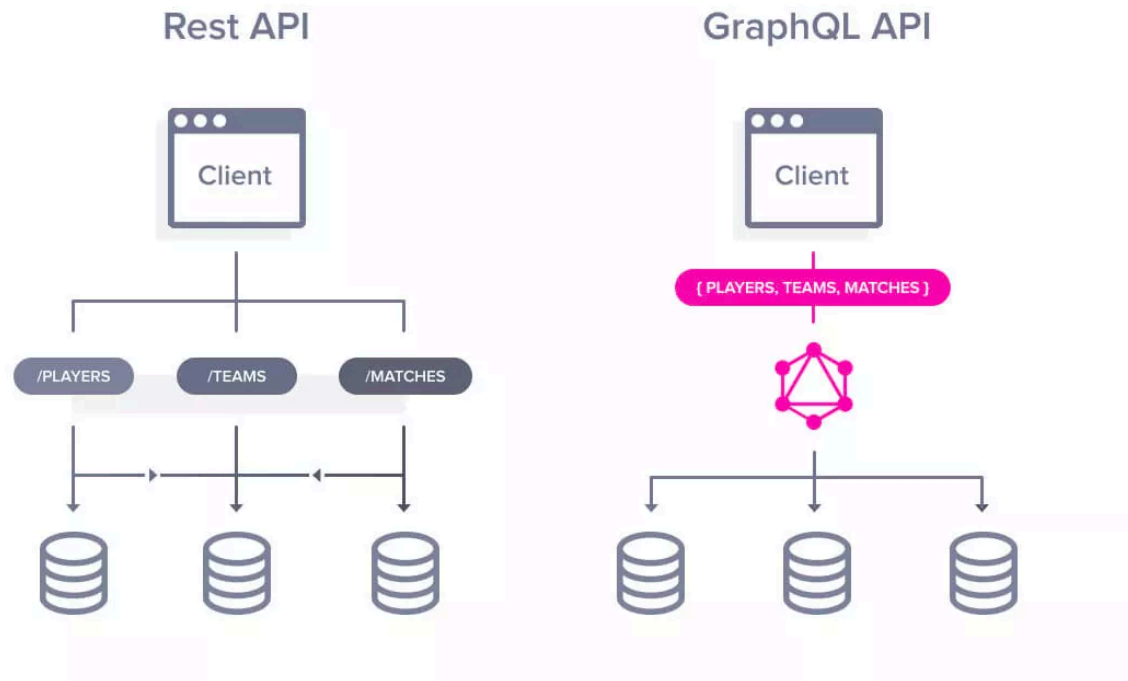 Rest API
GraphQL API
Client
Client
{ PLAYERS, TEAMS, MATCHES }
/PLAYERS
/TEAMS
/MATCHES